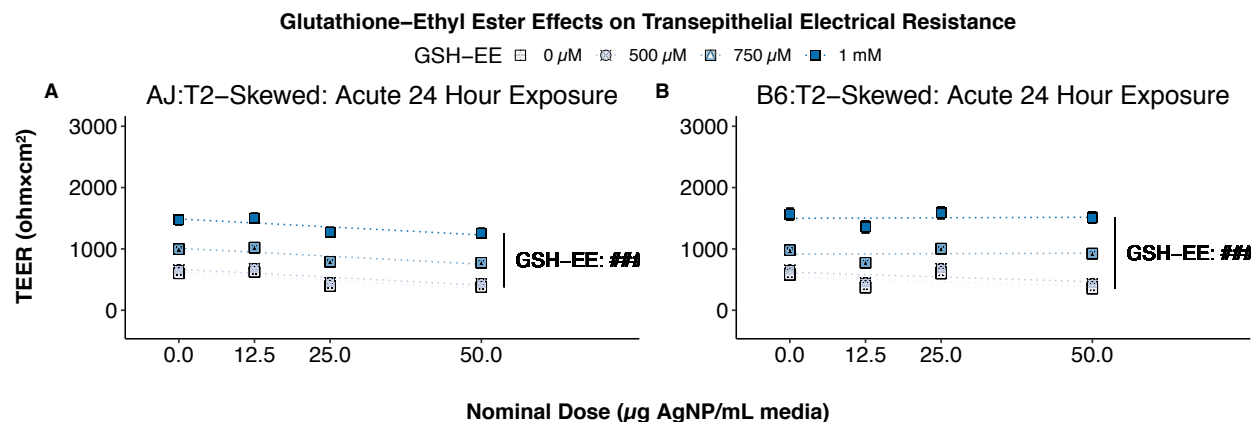 Glutathione–Ethyl Ester Effects on Transepithelial Electrical Resistance
GSH–EE 0 µM 500 µM 750 µM 1 mM
A AJ:T2–Skewed: Acute 24 Hour Exposure
TEER (ohm×cm²)
3000
2000
1000
0
GSH–EE: ###
0.0 12.5 25.0 50.0
B B6:T2–Skewed: Acute 24 Hour Exposure
3000
2000
1000
0
GSH–EE: ###
0.0 12.5 25.0 50.0
Nominal Dose (µg AgNP/mL media)